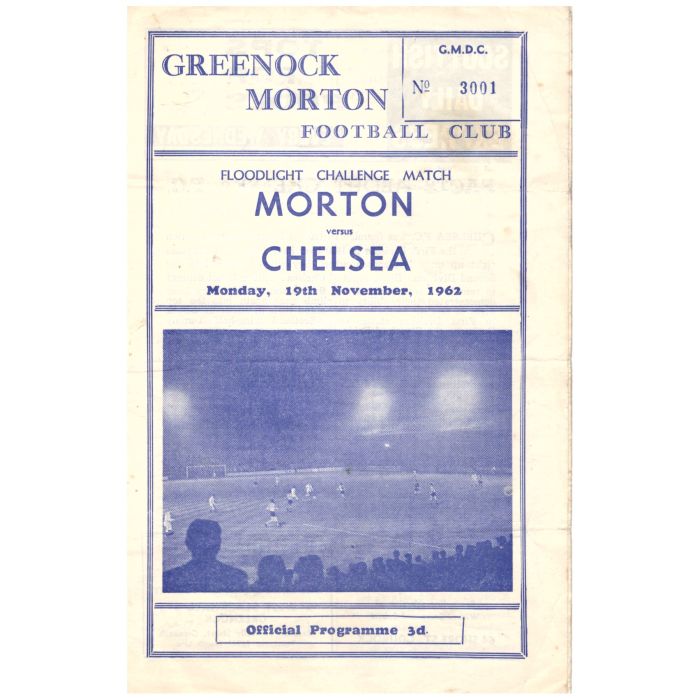 GREENOCK
MORTON
FOOTBALL CLUB
G.M.D.C.
Nº 3001
FLOODLIGHT CHALLENGE MATCH
MORTON
versus
CHELSEA
Monday, 19th November, 1962
Official Programme 3d.